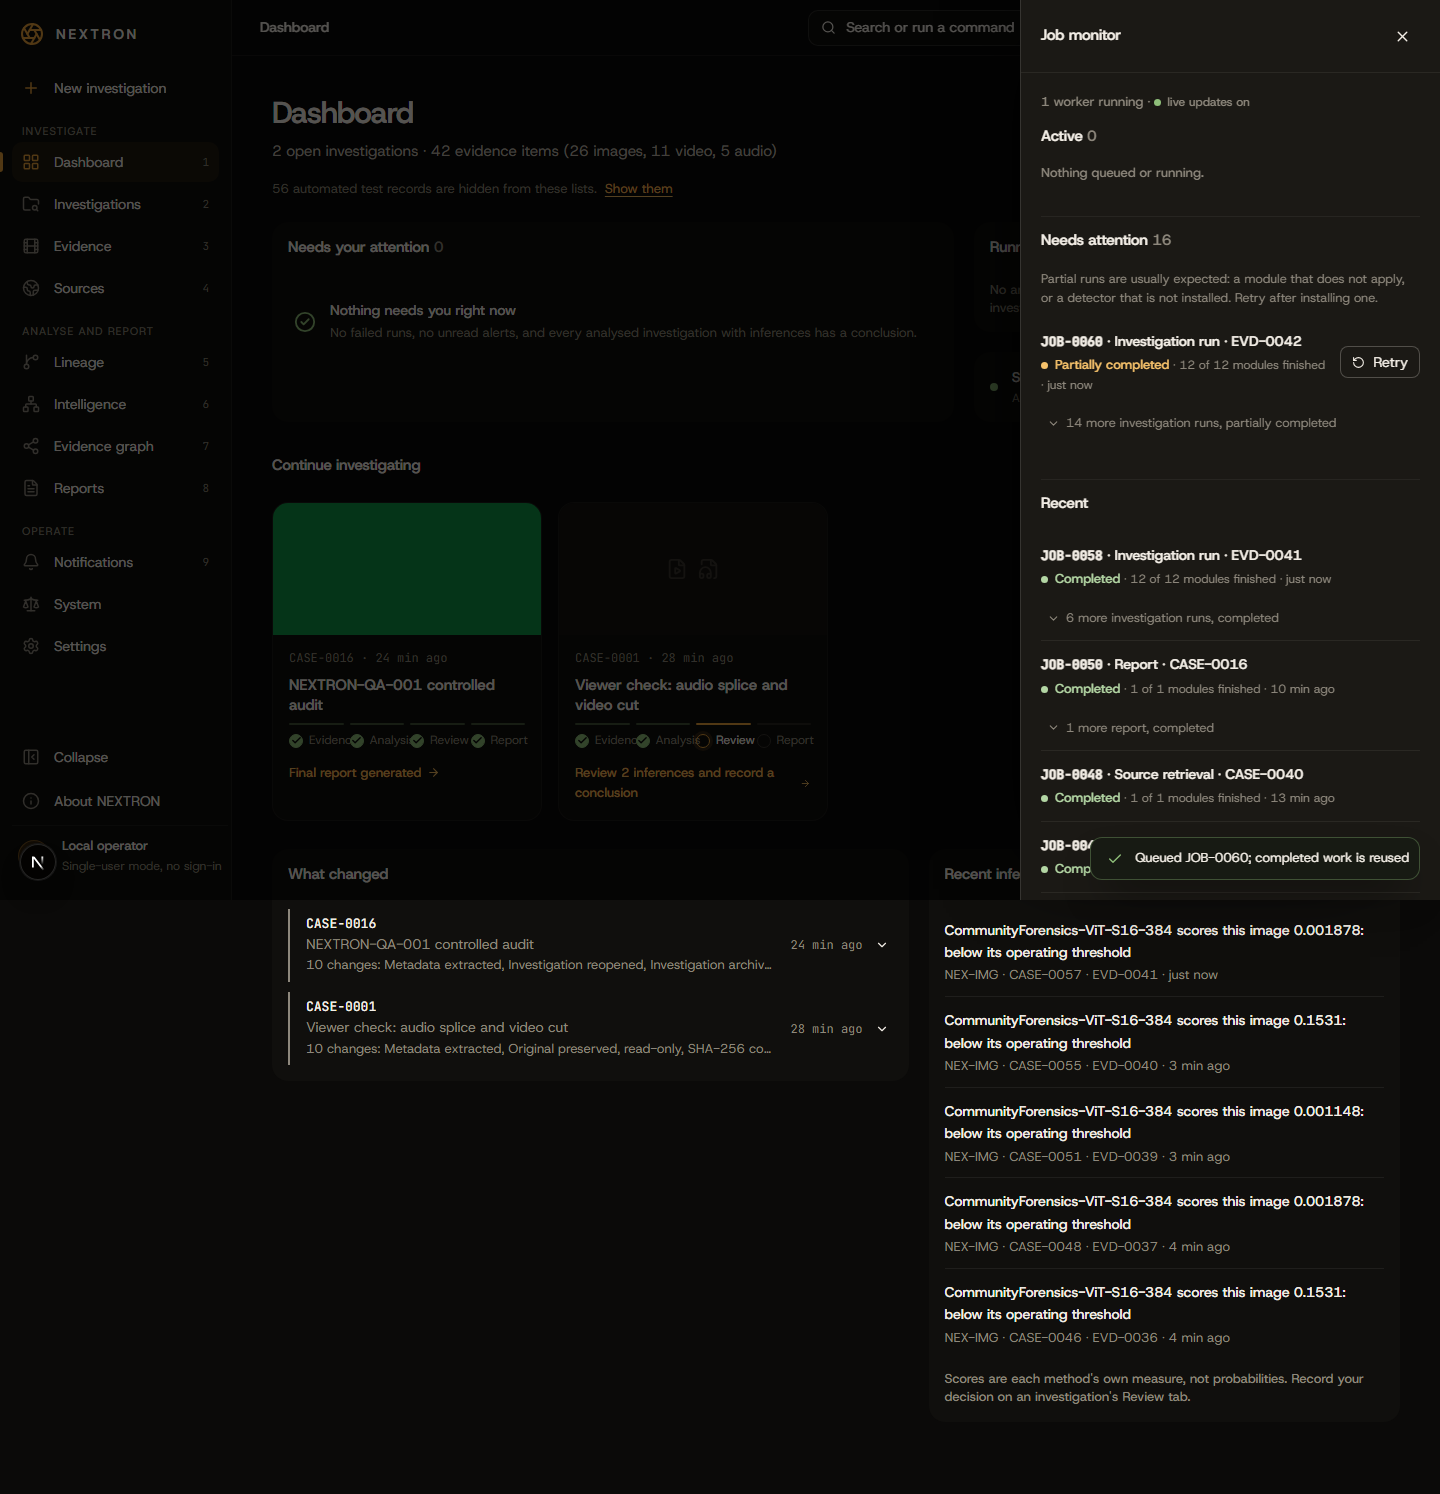 NEXTRON
New investigation
INVESTIGATE
Dashboard 1
Investigations 2
Evidence 3
Sources 4
ANALYSE AND REPORT
Lineage 5
Intelligence 6
Evidence graph 7
Reports 8
OPERATE
Notifications 9
System
Settings
Collapse
About NEXTRON
N
Local operator
Single-user mode, no sign-in
Dashboard
Search or run a command
Dashboard
2 open investigations · 42 evidence items (26 images, 11 video, 5 audio)
56 automated test records are hidden from these lists. Show them
Needs your attention 0
Nothing needs you right now
No failed runs, no unread alerts, and every analysed investigation with inferences has a conclusion.
Continue investigating
CASE-0016 · 24 min ago
NEXTRON-QA-001 controlled
audit
Analysis Review Report
Final report generated
CASE-0001 · 28 min ago
Viewer check: audio splice and
video cut
Review Report
Review 2 inferences and record a
conclusion
What changed
CASE-0016
NEXTRON-QA-001 controlled audit
24 min ago
10 changes: Metadata extracted, Investigation reopened, Investigation archiv…
CASE-0001
Viewer check: audio splice and video cut
28 min ago
10 changes: Metadata extracted, Original preserved, read-only, SHA-256 co…
Recent
CommunityForensics-ViT-S16-384 scores this image 0.001878:
below its operating threshold
NEX-IMG · CASE-0057 · EVD-0041 · just now
CommunityForensics-ViT-S16-384 scores this image 0.1531:
below its operating threshold
NEX-IMG · CASE-0055 · EVD-0040 · 3 min ago
CommunityForensics-ViT-S16-384 scores this image 0.001148:
below its operating threshold
NEX-IMG · CASE-0051 · EVD-0039 · 3 min ago
CommunityForensics-ViT-S16-384 scores this image 0.001878:
below its operating threshold
NEX-IMG · CASE-0048 · EVD-0037 · 4 min ago
CommunityForensics-ViT-S16-384 scores this image 0.1531:
below its operating threshold
NEX-IMG · CASE-0046 · EVD-0036 · 4 min ago
Scores are each method's own measure, not probabilities. Record your
decision on an investigation's Review tab.
Job monitor
1 worker running · live updates on
Active 0
Nothing queued or running.
Needs attention 16
Partial runs are usually expected: a module that does not apply,
or a detector that is not installed. Retry after installing one.
JOB-0060 · Investigation run · EVD-0042
Partially completed · 12 of 12 modules finished
· just now
Retry
14 more investigation runs, partially completed
Recent
JOB-0058 · Investigation run · EVD-0041
Completed · 12 of 12 modules finished · just now
6 more investigation runs, completed
JOB-0050 · Report · CASE-0016
Completed · 1 of 1 modules finished · 10 min ago
1 more report, completed
JOB-0048 · Source retrieval · CASE-0040
Completed · 1 of 1 modules finished · 13 min ago
Queued JOB-0060; completed work is reused